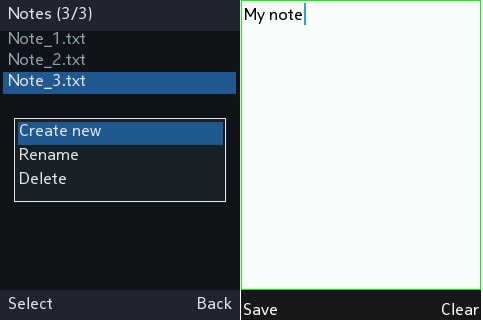 Notes (3/3)
Note_1.txt
Note_2.txt
Note_3.txt
Create new
Rename
Delete
Select Back
My note
Save Clear